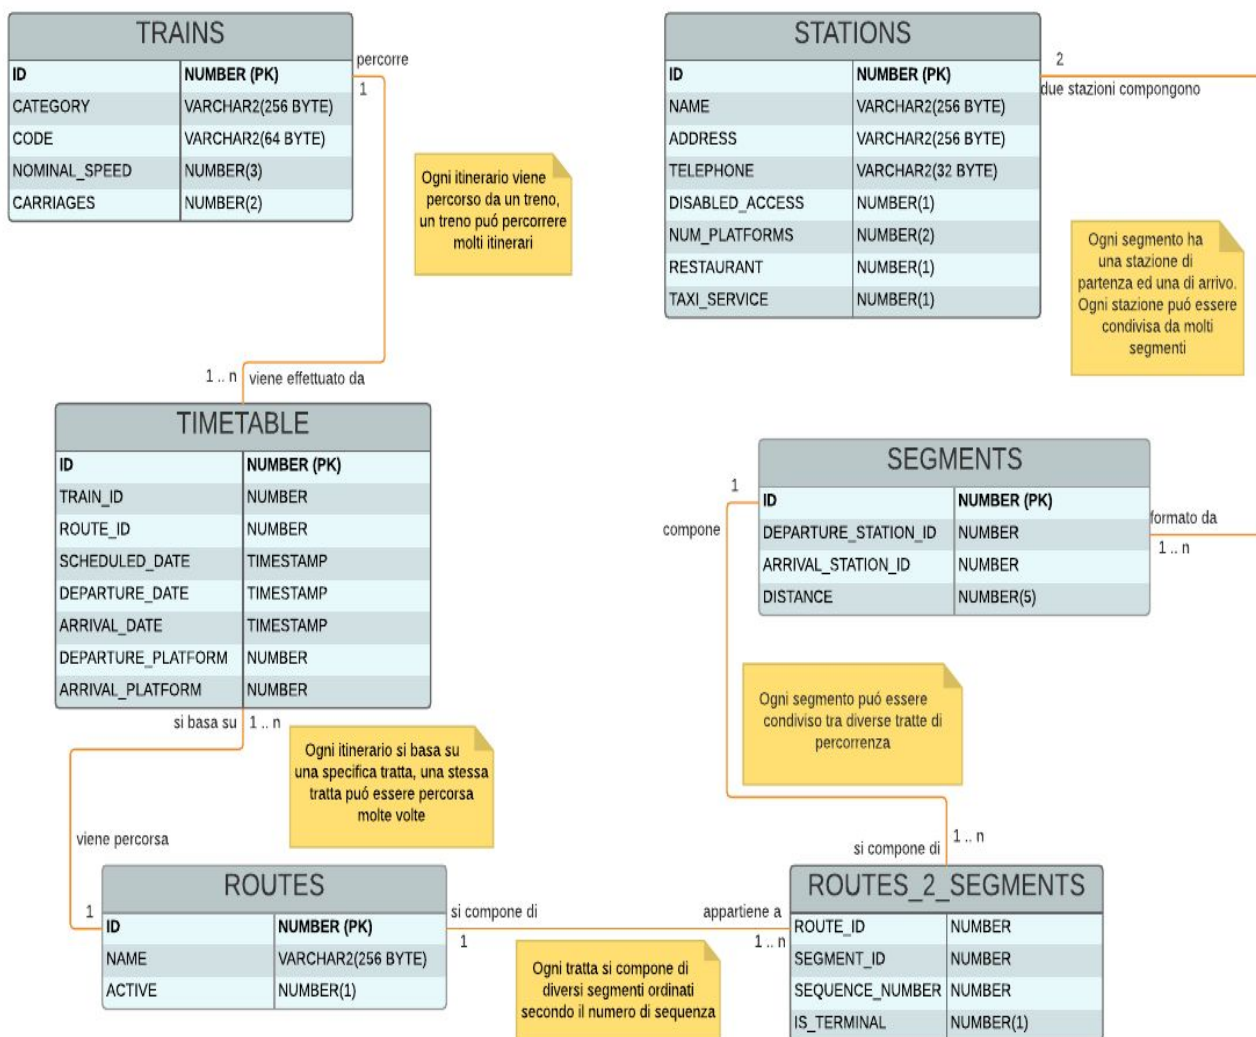 TRAINS
ID NUMBER (PK)
CATEGORY VARCHAR2(256 BYTE)
CODE VARCHAR2(64 BYTE)
NOMINAL_SPEED NUMBER(3)
CARRIAGES NUMBER(2)
percorre
1
Ogni itinerario viene
percorso da un treno,
un treno puó percorrere
molti itinerari
STATIONS
ID NUMBER (PK)
NAME VARCHAR2(256 BYTE)
ADDRESS VARCHAR2(256 BYTE)
TELEPHONE VARCHAR2(32 BYTE)
DISABLED_ACCESS NUMBER(1)
NUM_PLATFORMS NUMBER(2)
RESTAURANT NUMBER(1)
TAXI_SERVICE NUMBER(1)
2
due stazioni compongono
Ogni segmento ha
una stazione di
partenza ed una di arrivo.
Ogni stazione puó essere
condivisa da molti
segmenti
1 .. n viene effettuato da
TIMETABLE
ID NUMBER (PK)
TRAIN_ID NUMBER
ROUTE_ID NUMBER
SCHEDULED_DATE TIMESTAMP
DEPARTURE_DATE TIMESTAMP
ARRIVAL_DATE TIMESTAMP
DEPARTURE_PLATFORM NUMBER
ARRIVAL_PLATFORM NUMBER
si basa su 1 .. n
Ogni itinerario si basa su
una specifica tratta, una stessa
tratta puó essere percorsa
molte volte
viene percorsa
1
SEGMENTS
ID NUMBER (PK)
DEPARTURE_STATION_ID NUMBER
ARRIVAL_STATION_ID NUMBER
DISTANCE NUMBER(5)
1
compone
formato da
1 .. n
Ogni segmento puó essere
condiviso tra diverse tratte di
percorrenza
si compone di 1 .. n
ROUTES
ID NUMBER (PK)
NAME VARCHAR2(256 BYTE)
ACTIVE NUMBER(1)
si compone di
1
appartiene a
1 .. n
Ogni tratta si compone di
diversi segmenti ordinati
secondo il numero di sequenza
ROUTES_2_SEGMENTS
ROUTE_ID NUMBER
SEGMENT_ID NUMBER
SEQUENCE_NUMBER NUMBER
IS_TERMINAL NUMBER(1)